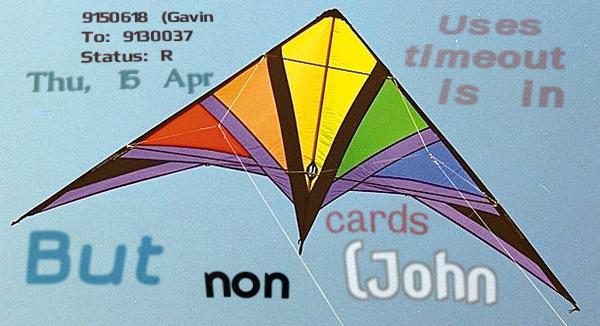 9150618 (Gavin
To: 9130037
Status: R
Thu, 15 Apr
Uses
timeout
is in
cards
But
non
(John